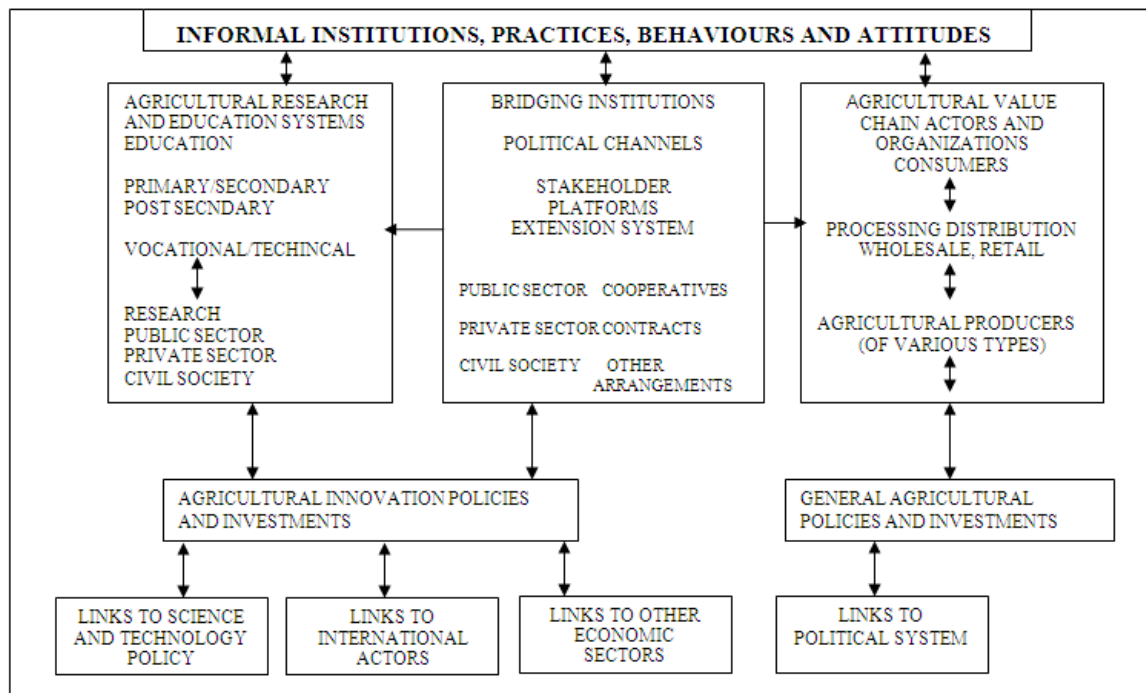 INFORMAL INSTITUTIONS, PRACTICES, BEHAVIOURS AND ATTITUDES
AGRICULTURAL RESEARCH
AND EDUCATION SYSTEMS
EDUCATION
PRIMARY/SECONDARY
POST SECNDARY
VOCATIONAL/TECHINCAL
RESEARCH
PUBLIC SECTOR
PRIVATE SECTOR
CIVIL SOCIETY
BRIDGING INSTITUTIONS
POLITICAL CHANNELS
STAKEHOLDER
PLATFORMS
EXTENSION SYSTEM
PUBLIC SECTOR COOPERATIVES
PRIVATE SECTOR CONTRACTS
CIVIL SOCIETY OTHER
ARRANGEMENTS
AGRICULTURAL VALUE
CHAIN ACTORS AND
ORGANIZATIONS
CONSUMERS
PROCESSING DISTRIBUTION
WHOLESALE, RETAIL
AGRICULTURAL PRODUCERS
(OF VARIOUS TYPES)
AGRICULTURAL INNOVATION POLICIES
AND INVESTMENTS
GENERAL AGRICULTURAL
POLICIES AND INVESTMENTS
LINKS TO SCIENCE
AND TECHNOLOGY
POLICY
LINKS TO
INTERNATIONAL
ACTORS
LINKS TO OTHER
ECONOMIC
SECTORS
LINKS TO
POLITICAL SYSTEM